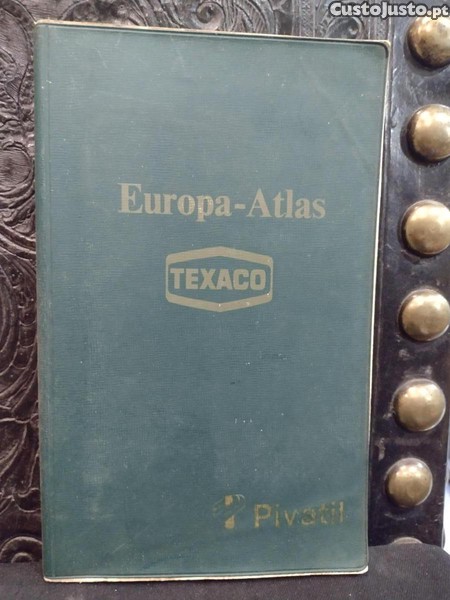 CustoJusto.pt
Europa-Atlas
TEXACO
Pivatil